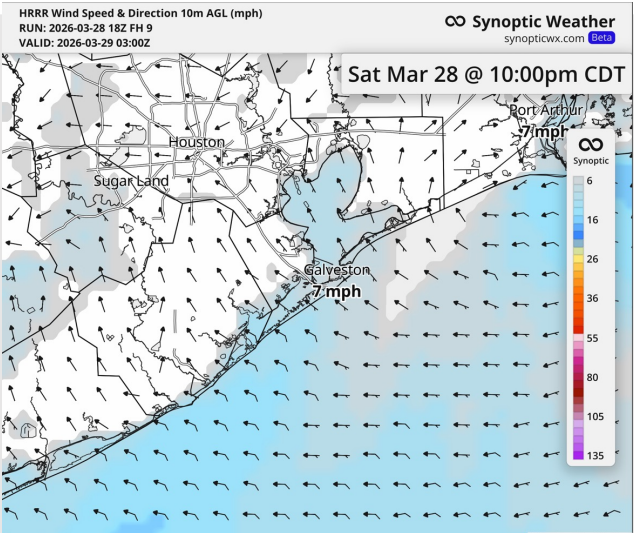 HRRR Wind Speed & Direction 10m AGL (mph)
RUN: 2026-03-28 18Z FH 9
VALID: 2026-03-29 03:00Z
Synoptic Weather
synopticwx.com Beta
Sat Mar 28 @ 10:00pm CDT
Port Arthur
7 mph
Houston
Sugar Land
Galveston
7 mph
Synoptic
6
16
26
36
55
80
105
135